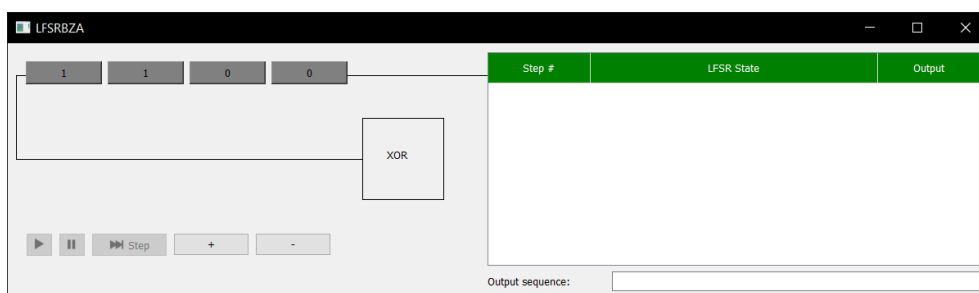 LFSRBZA
1 1 0 0
Step # LFSR State Output
XOR
Step + -
Output sequence: